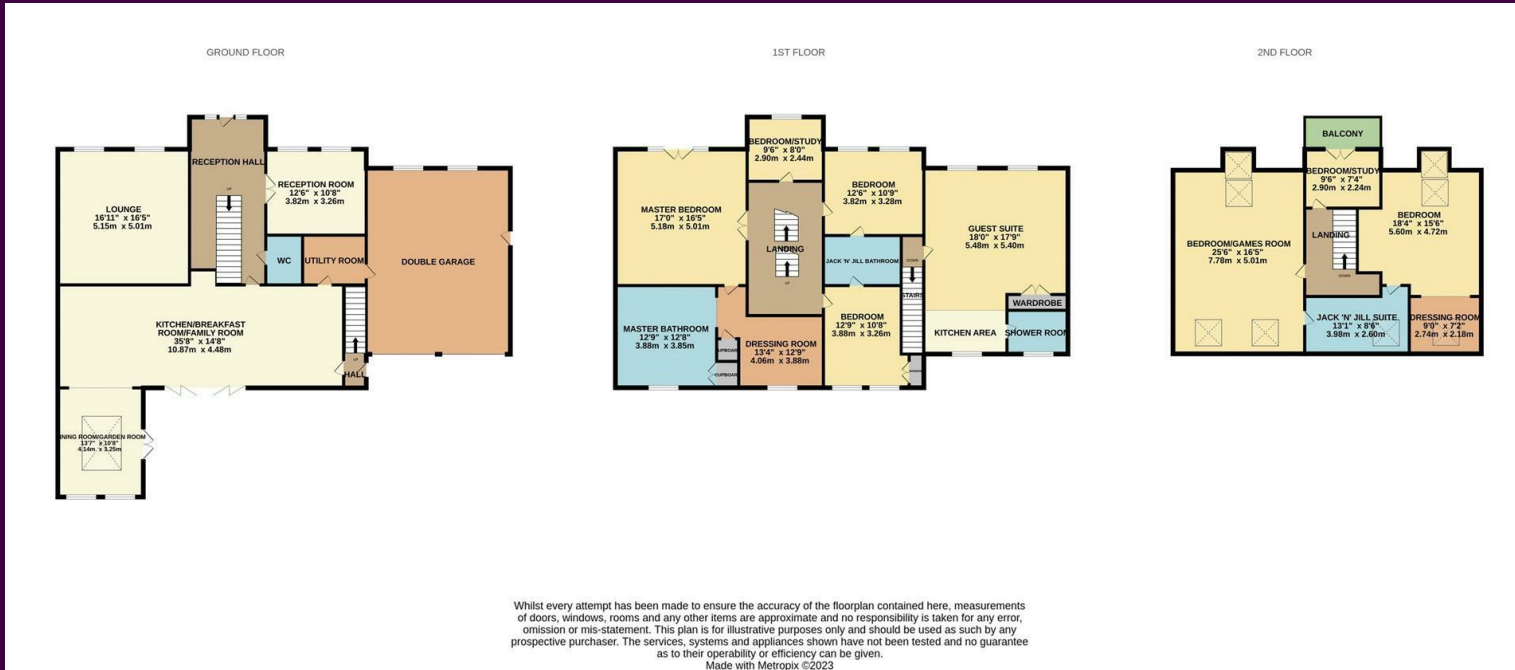 GROUND FLOOR
RECEPTION HALL
UP
RECEPTION ROOM
12'6" x 10'8"
3.82m x 3.26m
LOUNGE
16'11" x 16'5"
5.15m x 5.01m
WC
UTILITY ROOM
DOUBLE GARAGE
KITCHEN/BREAKFAST
ROOM/FAMILY ROOM
35'8" x 14'8"
10.87m x 4.48m
UP
HALL
INING ROOM/GARDEN ROOM
13'7" x 10'8"
4.14m x 3.25m
1ST FLOOR
BEDROOM/STUDY
9'6" x 8'0"
2.90m x 2.44m
MASTER BEDROOM
17'0" x 16'5"
5.18m x 5.01m
BEDROOM
12'6" x 10'9"
3.82m x 3.28m
LANDING
UP
GUEST SUITE
18'0" x 17'9"
5.48m x 5.40m
JACK 'N' JILL BATHROOM
DOWN
STAIRS
WARDROBE
KITCHEN AREA
SHOWER ROOM
MASTER BATHROOM
12'9" x 12'8"
3.88m x 3.85m
CUPBOARD
CUPBOARD
DRESSING ROOM
13'4" x 12'9"
4.06m x 3.88m
BEDROOM
12'9" x 10'8"
3.88m x 3.26m
2ND FLOOR
BALCONY
BEDROOM/STUDY
9'6" x 7'4"
2.90m x 2.24m
BEDROOM
18'4" x 15'6"
5.60m x 4.72m
LANDING
DOWN
BEDROOM/GAMES ROOM
25'6" x 16'5"
7.78m x 5.01m
JACK 'N' JILL SUITE
13'1" x 8'6"
3.98m x 2.60m
DRESSING ROOM
9'0" x 7'2"
2.74m x 2.18m
Whilst every attempt has been made to ensure the accuracy of the floorplan contained here, measurements
of doors, windows, rooms and any other items are approximate and no responsibility is taken for any error,
omission or mis-statement. This plan is for illustrative purposes only and should be used as such by any
prospective purchaser. The services, systems and appliances shown have not been tested and no guarantee
as to their operability or efficiency can be given.
Made with Metropix ©2023